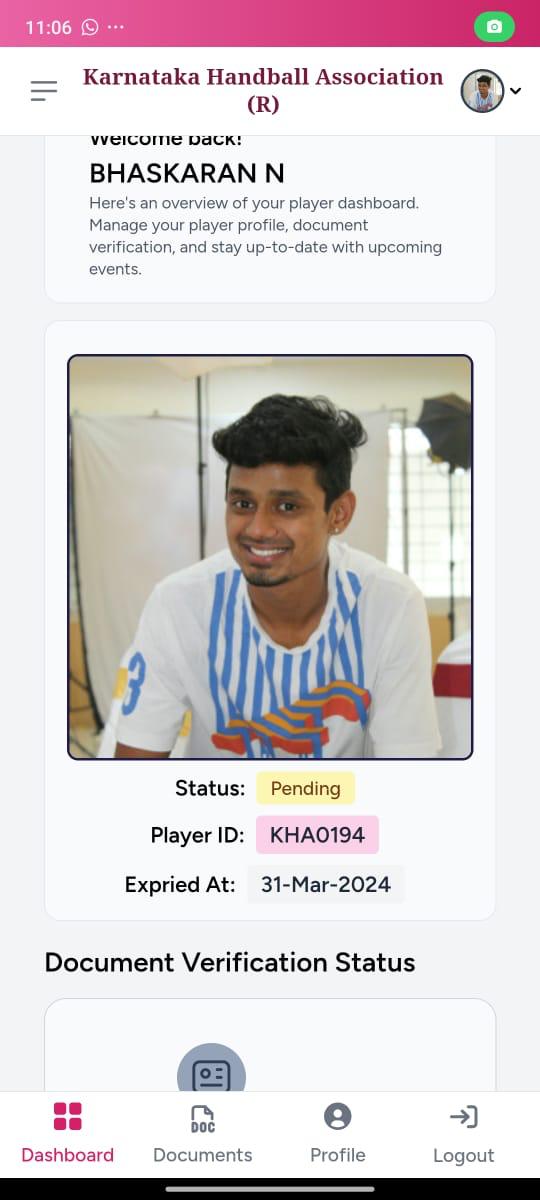 11:06
Karnataka Handball Association
(R)
Welcome back!
BHASKARAN N
Here's an overview of your player dashboard.
Manage your player profile, document
verification, and stay up-to-date with upcoming
events.
3
Status: Pending
Player ID: KHA0194
Expried At: 31-Mar-2024
Document Verification Status
DOC
Dashboard Documents Profile Logout